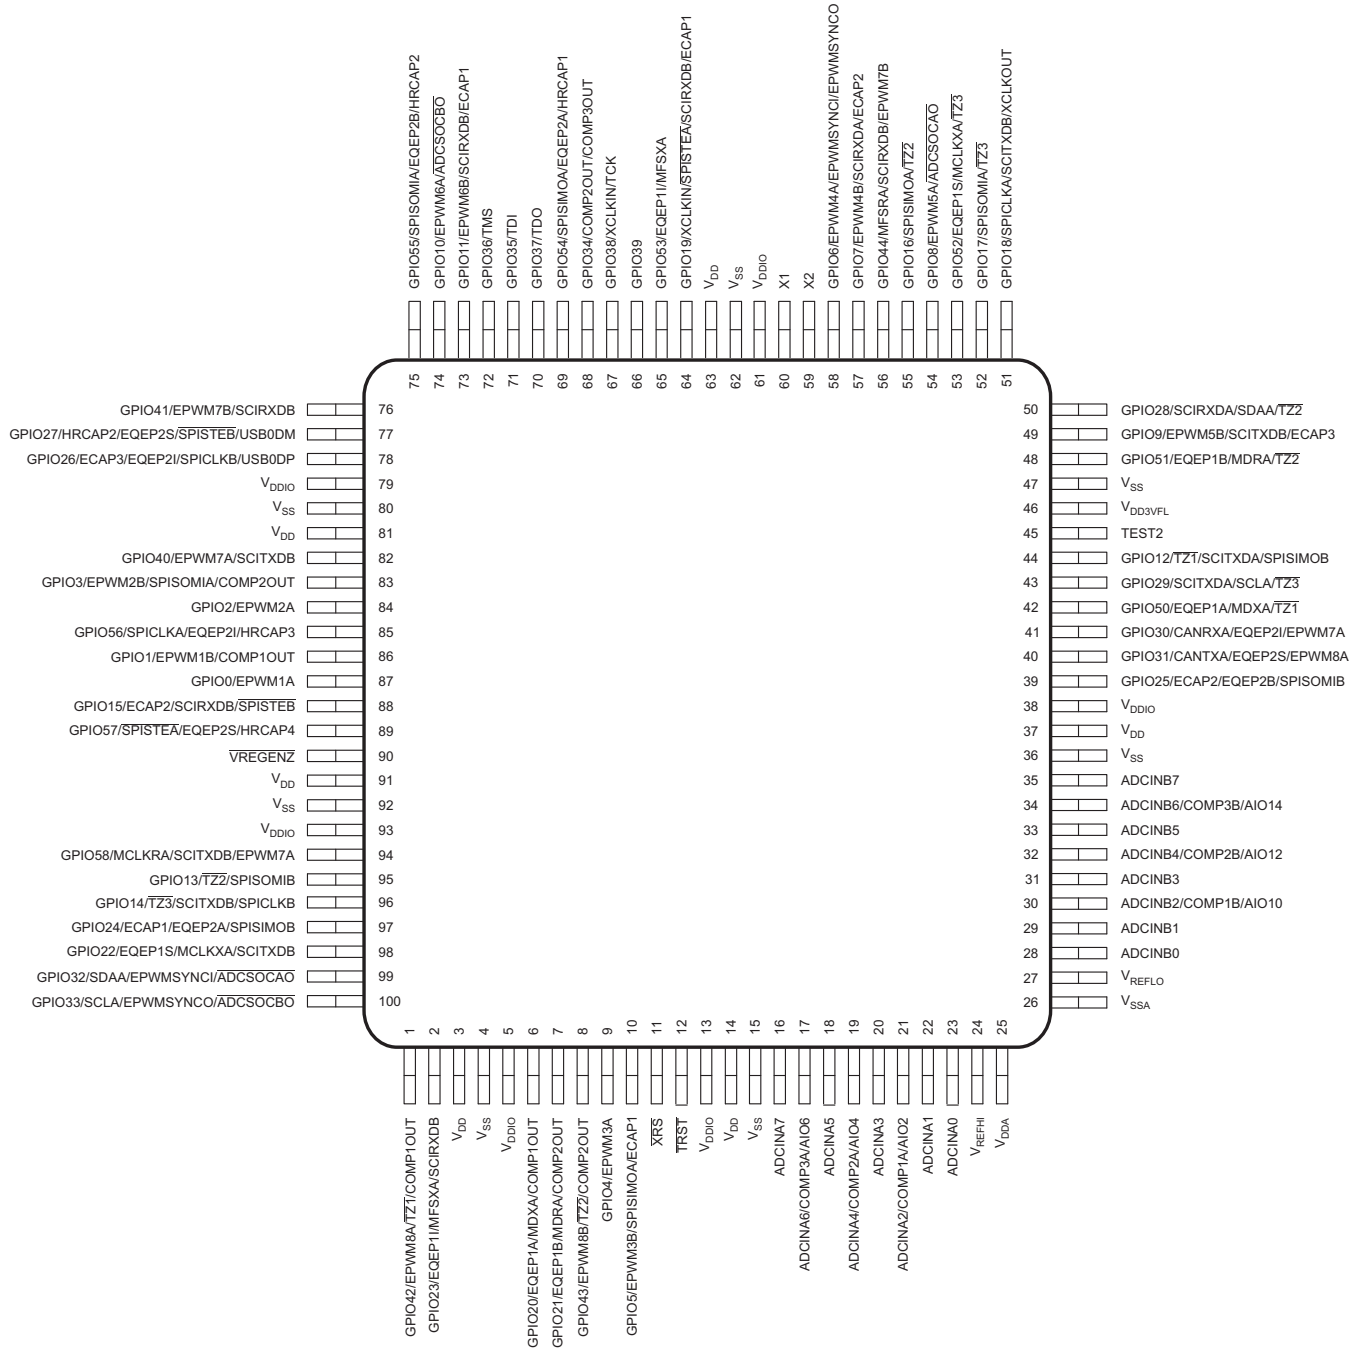 GPIO55/SPISOMIA/EQEP2B/HRCAP2
GPIO10/EPWM6A/ADCSOCBO
GPIO11/EPWM6B/SCIRXDB/ECAP1
GPIO36/TMS
GPIO35/TDI
GPIO37/TDO
GPIO54/SPISIMOA/EQEP2A/HRCAP1
GPIO34/COMP2OUT/COMP3OUT
GPIO38/XCLKIN/TCK
GPIO39
GPIO53/EQEP1I/MFSXA
GPIO19/XCLKIN/SPISTEA/SCIRXDB/ECAP1
VDD
VSS
VDDIO
X1
X2
GPIO6/EPWM4A/EPWMSYNCI/EPWMSYNCO
GPIO7/EPWM4B/SCIRXDA/ECAP2
GPIO44/MFSRA/SCIRXDB/EPWM7B
GPIO16/SPISIMOA/TZ2
GPIO8/EPWM5A/ADCSOCAO
GPIO52/EQEP1S/MCLKXA/TZ3
GPIO17/SPISOMIA/TZ3
GPIO18/SPICLKA/SCITXDB/XCLKOUT
75 74 73 72 71 70 69 68 67 66 65 64 63 62 61 60 59 58 57 56 55 54 53 52 51
GPIO41/EPWM7B/SCIRXDB 76
GPIO27/HRCAP2/EQEP2S/SPISTEB/USB0DM 77
GPIO26/ECAP3/EQEP2I/SPICLKB/USB0DP 78
VDDIO 79
VSS 80
VDD 81
GPIO40/EPWM7A/SCITXDB 82
GPIO3/EPWM2B/SPISOMIA/COMP2OUT 83
GPIO2/EPWM2A 84
GPIO56/SPICLKA/EQEP2I/HRCAP3 85
GPIO1/EPWM1B/COMP1OUT 86
GPIO0/EPWM1A 87
GPIO15/ECAP2/SCIRXDB/SPISTEB 88
GPIO57/SPISTEA/EQEP2S/HRCAP4 89
VREGENZ 90
VDD 91
VSS 92
VDDIO 93
GPIO58/MCLKRA/SCITXDB/EPWM7A 94
GPIO13/TZ2/SPISOMIB 95
GPIO14/TZ3/SCITXDB/SPICLKB 96
GPIO24/ECAP1/EQEP2A/SPISIMOB 97
GPIO22/EQEP1S/MCLKXA/SCITXDB 98
GPIO32/SDAA/EPWMSYNCI/ADCSOCAO 99
GPIO33/SCLA/EPWMSYNCO/ADCSOCBO 100
50 GPIO28/SCIRXDA/SDAA/TZ2
49 GPIO9/EPWM5B/SCITXDB/ECAP3
48 GPIO51/EQEP1B/MDRA/TZ2
47 VSS
46 VDD3VFL
45 TEST2
44 GPIO12/TZ1/SCITXDA/SPISIMOB
43 GPIO29/SCITXDA/SCLA/TZ3
42 GPIO50/EQEP1A/MDXA/TZ1
41 GPIO30/CANRXA/EQEP2I/EPWM7A
40 GPIO31/CANTXA/EQEP2S/EPWM8A
39 GPIO25/ECAP2/EQEP2B/SPISOMIB
38 VDDIO
37 VDD
36 VSS
35 ADCINB7
34 ADCINB6/COMP3B/AIO14
33 ADCINB5
32 ADCINB4/COMP2B/AIO12
31 ADCINB3
30 ADCINB2/COMP1B/AIO10
29 ADCINB1
28 ADCINB0
27 VREFLO
26 VSSA
1 2 3 4 5 6 7 8 9 10 11 12 13 14 15 16 17 18 19 20 21 22 23 24 25
GPIO42/EPWM8A/TZ1/COMP1OUT
GPIO23/EQEP1I/MFSXA/SCIRXDB
VDD
VSS
VDDIO
GPIO20/EQEP1A/MDXA/COMP1OUT
GPIO21/EQEP1B/MDRA/COMP2OUT
GPIO43/EPWM8B/TZ2/COMP2OUT
GPIO4/EPWM3A
GPIO5/EPWM3B/SPISIMOA/ECAP1
XRS
TRST
VDDIO
VDD
VSS
ADCINA7
ADCINA6/COMP3A/AIO6
ADCINA5
ADCINA4/COMP2A/AIO4
ADCINA3
ADCINA2/COMP1A/AIO2
ADCINA1
ADCINA0
VREFHI
VDDA